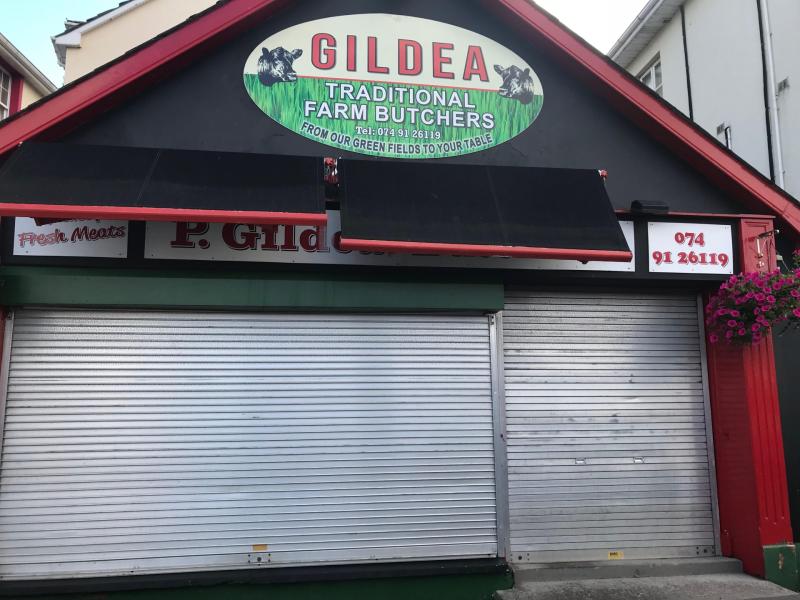 GILDEA
TRADITIONAL
FARM BUTCHERS
Tel: 074 91 26119
FROM OUR GREEN FIELDS TO YOUR TABLE
Fresh Meats
P. Gildea
074
91 26119